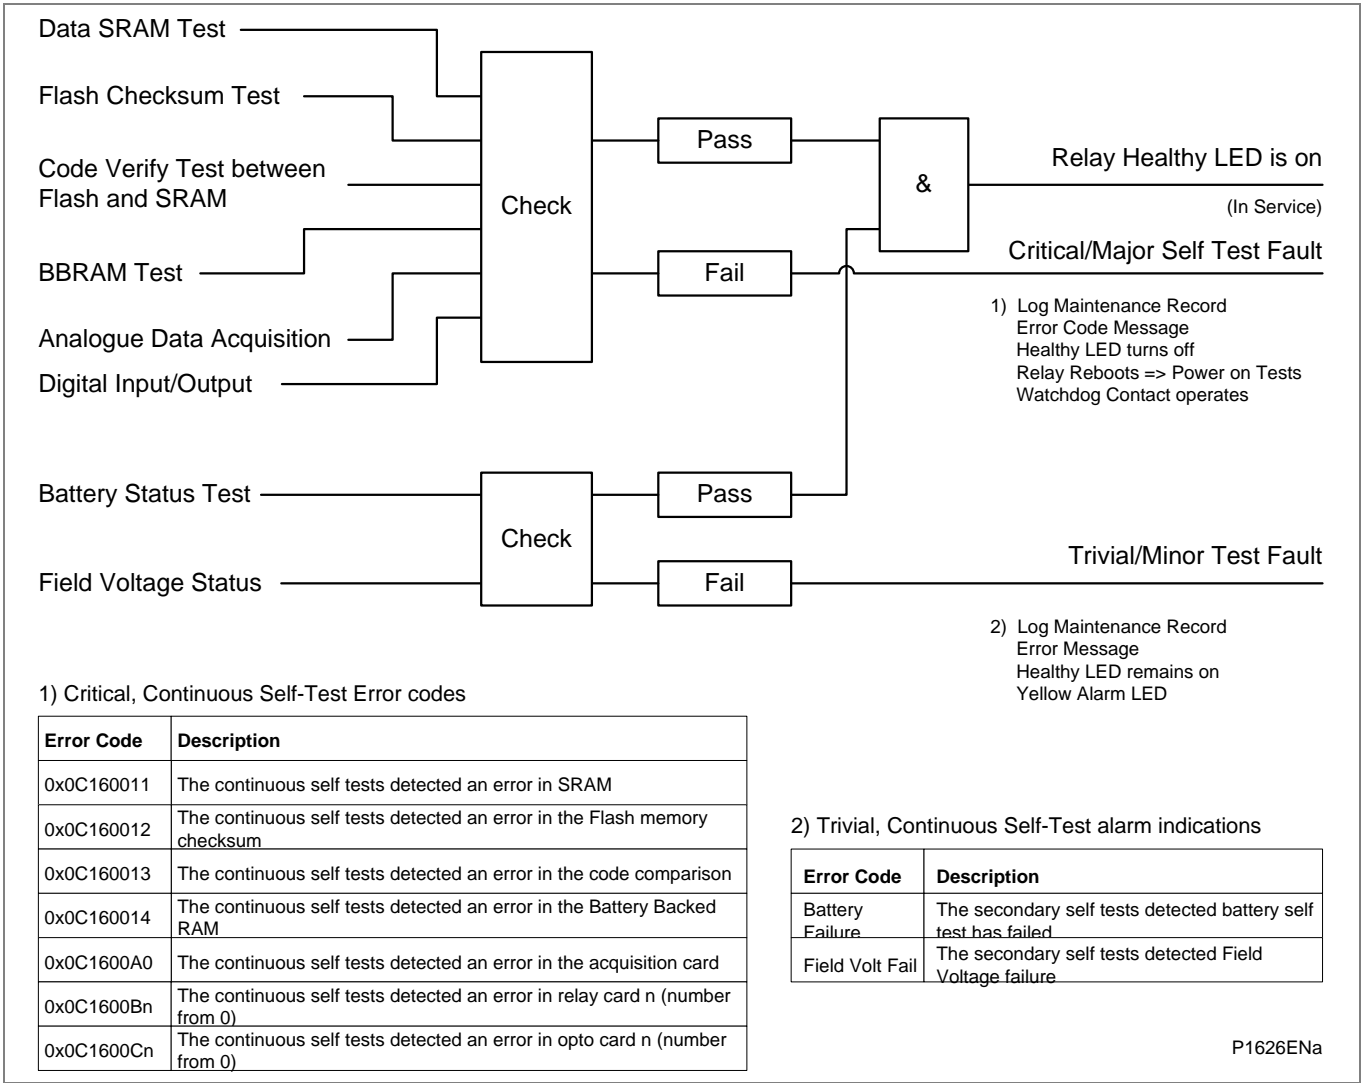 Data SRAM Test
Flash Checksum Test
Code Verify Test between
Flash and SRAM
BBRAM Test
Analogue Data Acquisition
Digital Input/Output
Check
Pass
Fail
&
Relay Healthy LED is on
(In Service)
Critical/Major Self Test Fault
1) Log Maintenance Record
Error Code Message
Healthy LED turns off
Relay Reboots => Power on Tests
Watchdog Contact operates
Battery Status Test
Field Voltage Status
Check
Pass
Fail
Trivial/Minor Test Fault
2) Log Maintenance Record
Error Message
Healthy LED remains on
Yellow Alarm LED
1) Critical, Continuous Self-Test Error codes
Error Code Description
0x0C160011 The continuous self tests detected an error in SRAM
0x0C160012 The continuous self tests detected an error in the Flash memory
checksum
0x0C160013 The continuous self tests detected an error in the code comparison
0x0C160014 The continuous self tests detected an error in the Battery Backed
RAM
0x0C1600A0 The continuous self tests detected an error in the acquisition card
0x0C1600Bn The continuous self tests detected an error in relay card n (number
from 0)
0x0C1600Cn The continuous self tests detected an error in opto card n (number
from 0)
2) Trivial, Continuous Self-Test alarm indications
Error Code Description
Battery Failure The secondary self tests detected battery self
test has failed
Field Volt Fail The secondary self tests detected Field
Voltage failure
P1626ENa